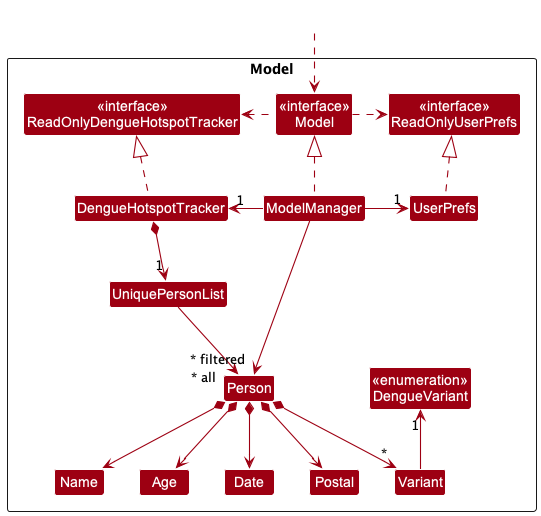 Model
«interface»
ReadOnlyDengueHotspotTracker
«interface»
Model
«interface»
ReadOnlyUserPrefs
DengueHotspotTracker
1
ModelManager
1
UserPrefs
1
UniquePersonList
* filtered
* all
Person
«enumeration»
DengueVariant
1
*
Name
Age
Date
Postal
Variant